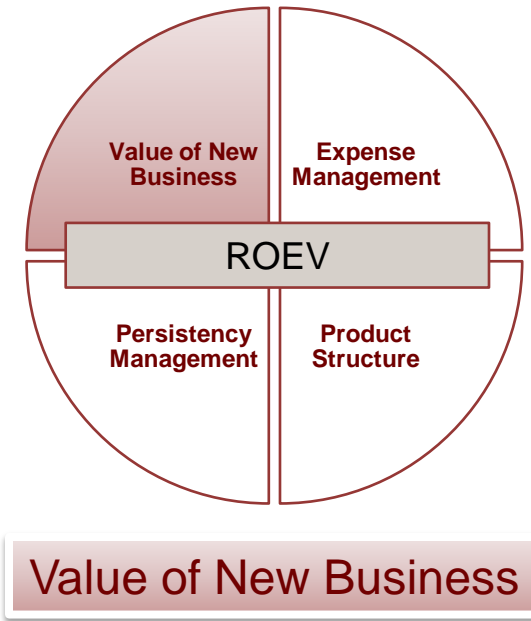 Value of New
Business
Expense
Management
ROEV
Persistency
Management
Product
Structure
Value of New Business